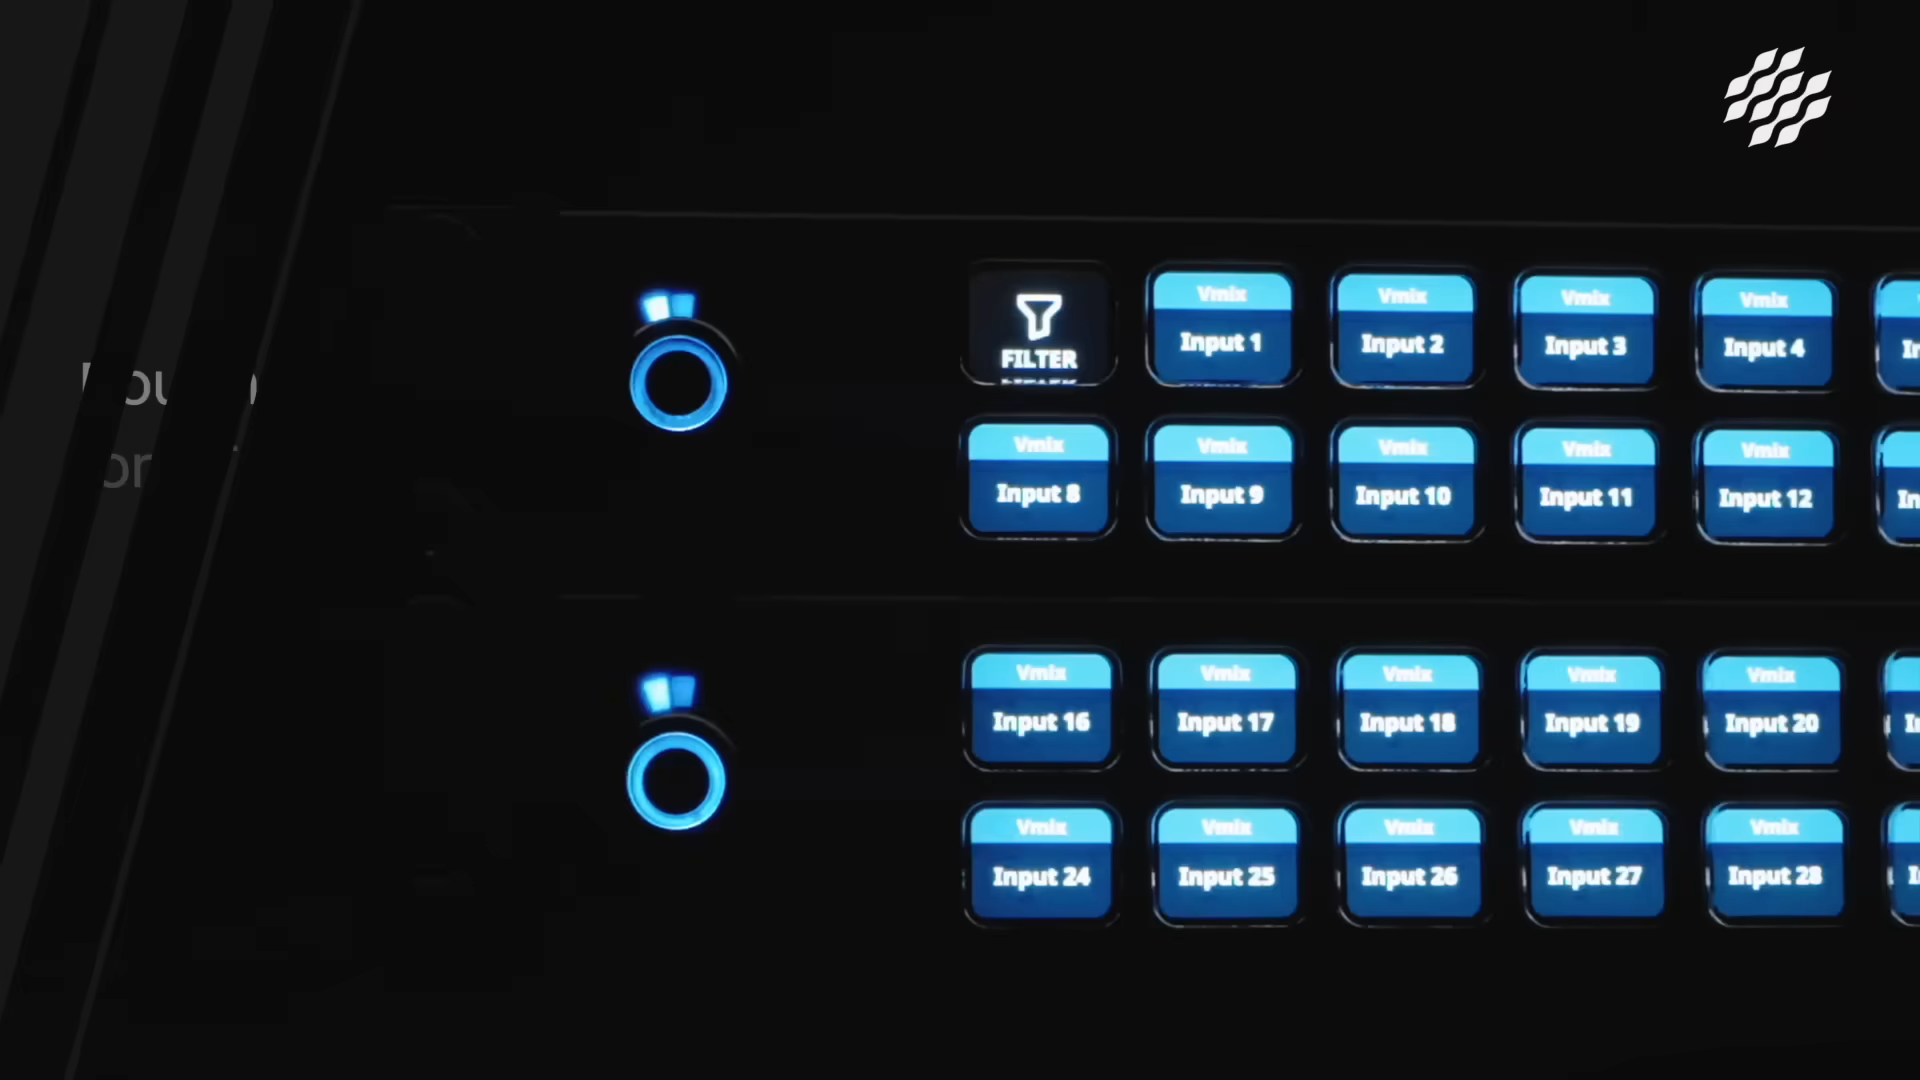 FILTER
Vmix
Input 1
Vmix
Input 2
Vmix
Input 3
Vmix
Input 4
Vmix
Input 8
Vmix
Input 9
Vmix
Input 10
Vmix
Input 11
Vmix
Input 12
Vmix
Input 16
Vmix
Input 17
Vmix
Input 18
Vmix
Input 19
Vmix
Input 20
Vmix
Input 24
Vmix
Input 25
Vmix
Input 26
Vmix
Input 27
Vmix
Input 28